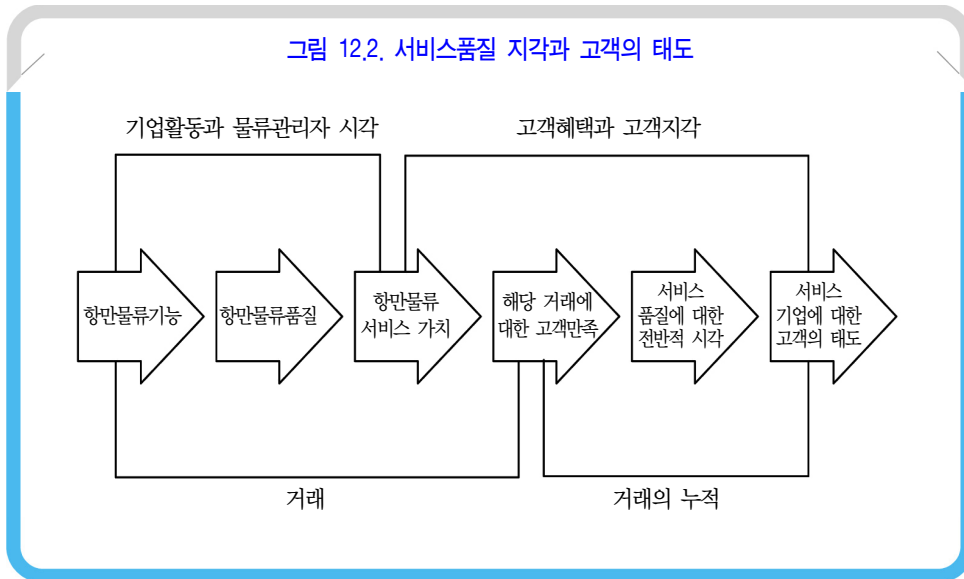 그림 12.2. 서비스품질 지각과 고객의 태도
기업활동과 물류관리자 시각
고객혜택과 고객지각
항만물류기능
항만물류품질
항만물류
서비스 가치
해당 거래에
대한 고객만족
서비스
품질에 대한
전반적 시각
서비스
기업에 대한
고객의 태도
거래
거래의 누적